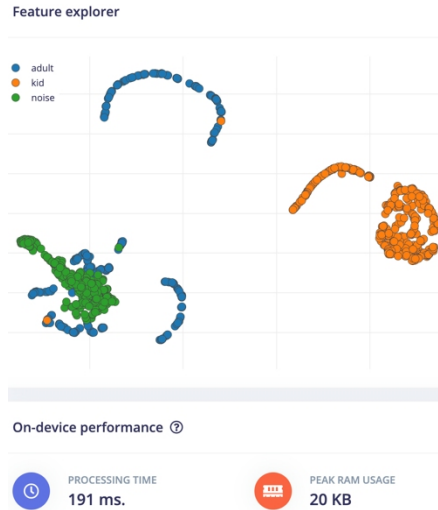 Feature explorer
adult
kid
noise
On-device performance ?
PROCESSING TIME
191 ms.
PEAK RAM USAGE
20 KB